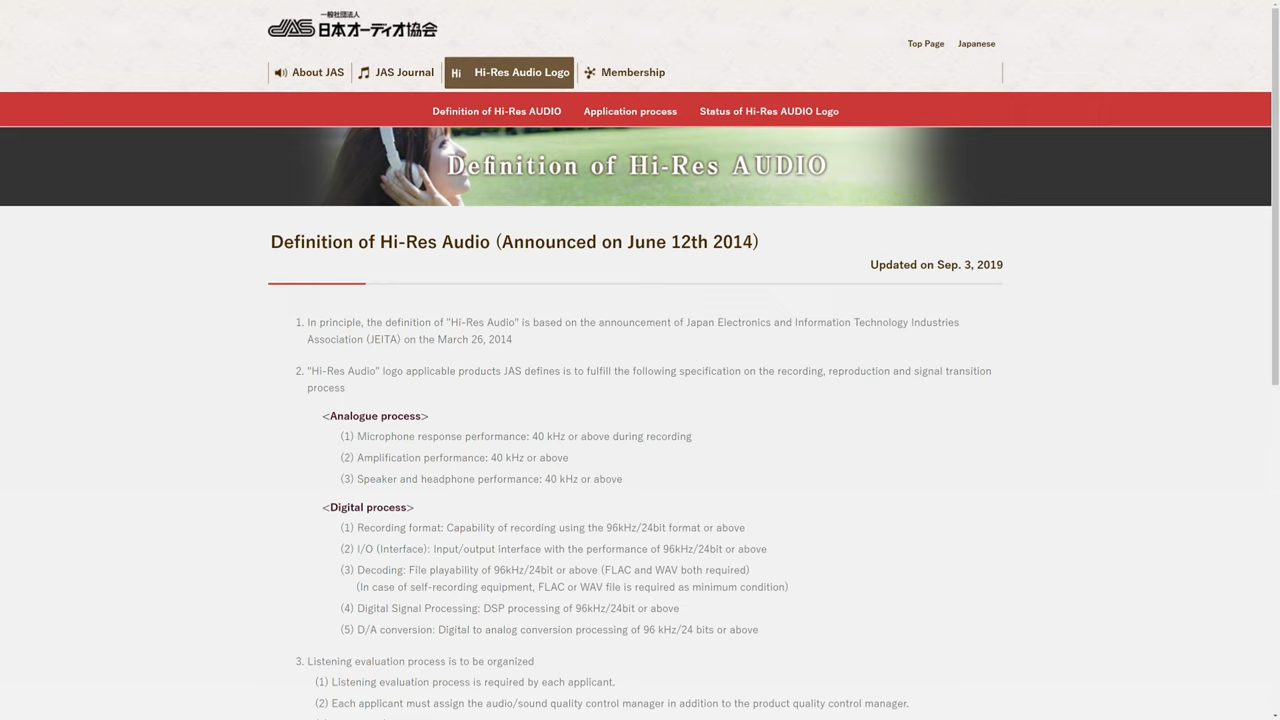 一般社団法人
JAS 日本オーディオ協会
Top Page Japanese
About JAS JAS Journal Hi Hi-Res Audio Logo Membership
Definition of Hi-Res AUDIO Application process Status of Hi-Res AUDIO Logo
Definition of Hi-Res AUDIO
Definition of Hi-Res Audio (Announced on June 12th 2014)
Updated on Sep. 3, 2019
1. In principle, the definition of "Hi-Res Audio" is based on the announcement of Japan Electronics and Information Technology Industries
Association (JEITA) on the March 26, 2014
2. "Hi-Res Audio" logo applicable products JAS defines is to fulfill the following specification on the recording, reproduction and signal transition
process
<Analogue process>
(1) Microphone response performance: 40 kHz or above during recording
(2) Amplification performance: 40 kHz or above
(3) Speaker and headphone performance: 40 kHz or above
<Digital process>
(1) Recording format: Capability of recording using the 96kHz/24bit format or above
(2) I/O (Interface): Input/output interface with the performance of 96kHz/24bit or above
(3) Decoding: File playability of 96kHz/24bit or above (FLAC and WAV both required)
(In case of self-recording equipment, FLAC or WAV file is required as minimum condition)
(4) Digital Signal Processing: DSP processing of 96kHz/24bit or above
(5) D/A conversion: Digital to analog conversion processing of 96 kHz/24 bits or above
3. Listening evaluation process is to be organized
(1) Listening evaluation process is required by each applicant.
(2) Each applicant must assign the audio/sound quality control manager in addition to the product quality control manager.